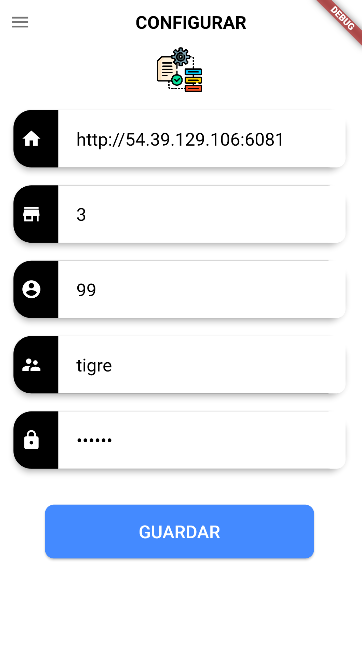 CONFIGURAR
DEBUG
http://54.39.129.106:6081
3
99
tigre
••••••
GUARDAR